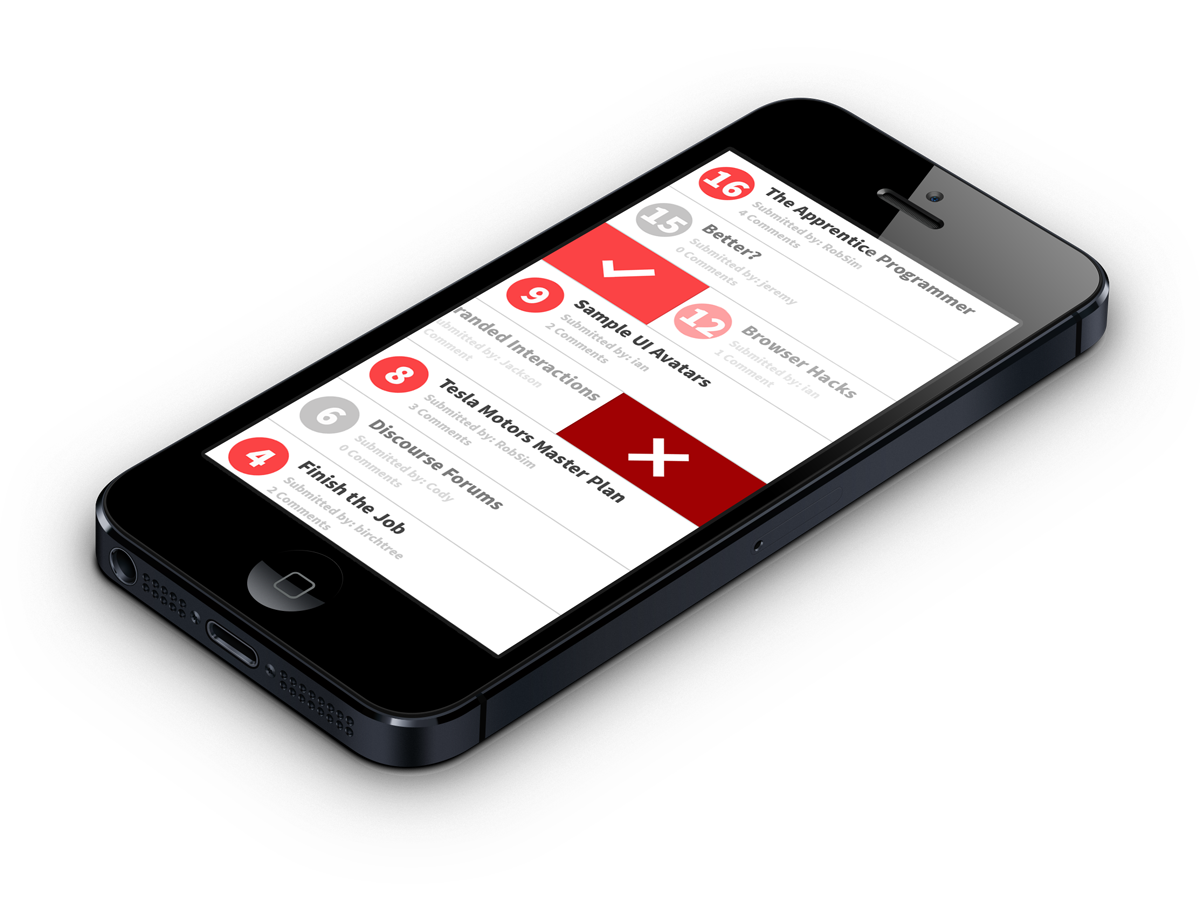 16
The Apprentice Programmer
Submitted by: RobSim
4 Comments
15
Better?
Submitted by: jeremy
0 Comments
12
Browser Hacks
Submitted by: ian
1 Comment
9
Sample UI Avatars
Submitted by: ian
2 Comments
randed Interactions
ubmitted by: Jackson
Comment
8
Tesla Motors Master Plan
Submitted by: RobSim
3 Comments
6
Discourse Forums
Submitted by: Cody
0 Comments
4
Finish the Job
Submitted by: birchtree
2 Comments